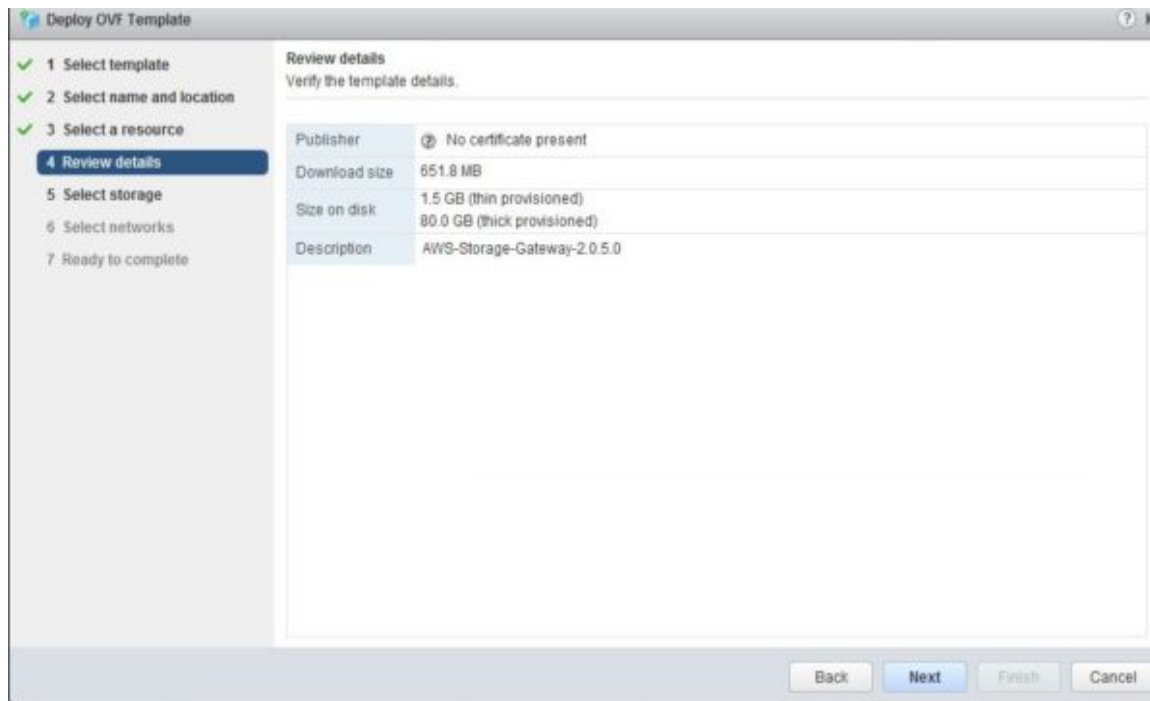 Deploy OVF Template
1 Select template
2 Select name and location
3 Select a resource
4 Review details
5 Select storage
6 Select networks
7 Ready to complete
Review details
Verify the template details.
Publisher No certificate present
Download size 651.8 MB
Size on disk 1.5 GB (thin provisioned)
80.0 GB (thick provisioned)
Description AWS-Storage-Gateway-2.0.5.0
Back Next Finish Cancel